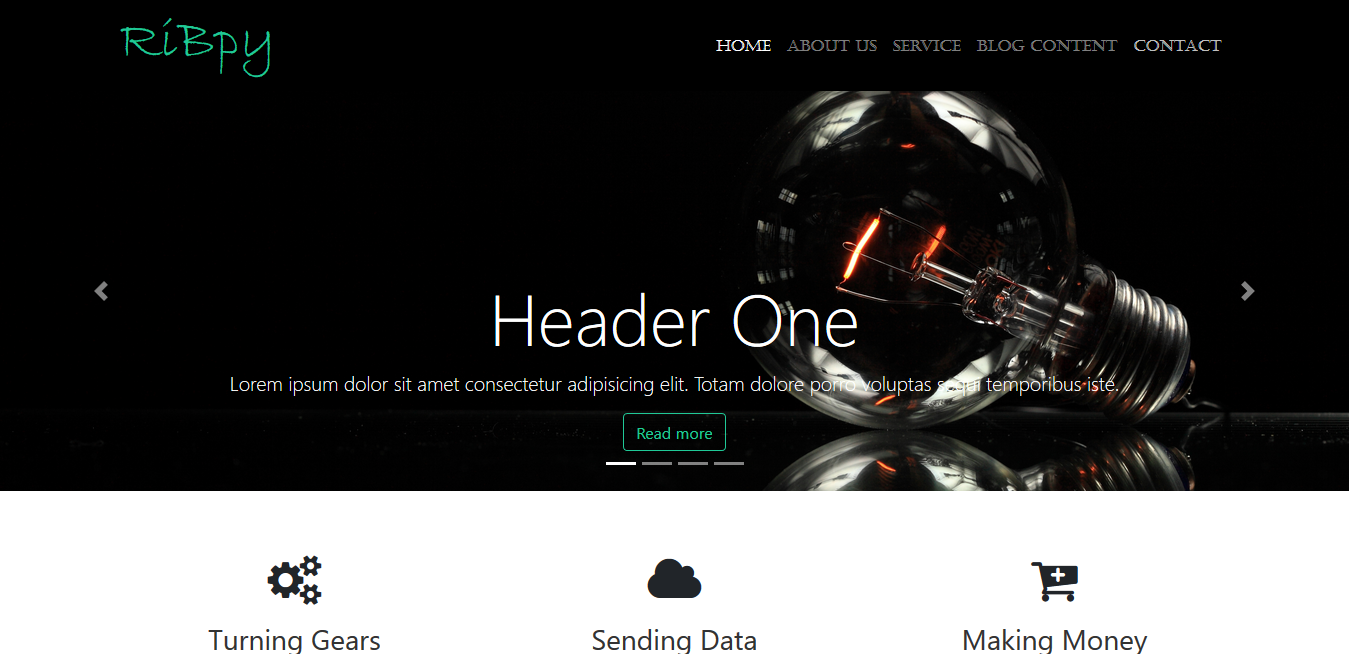 RiBpy
HOME ABOUT US SERVICE BLOG CONTENT CONTACT
Header One
Lorem ipsum dolor sit amet consectetur adipisicing elit. Totam dolore porro voluptas sequi temporibus iste.
Read more
Turning Gears Sending Data Making Money